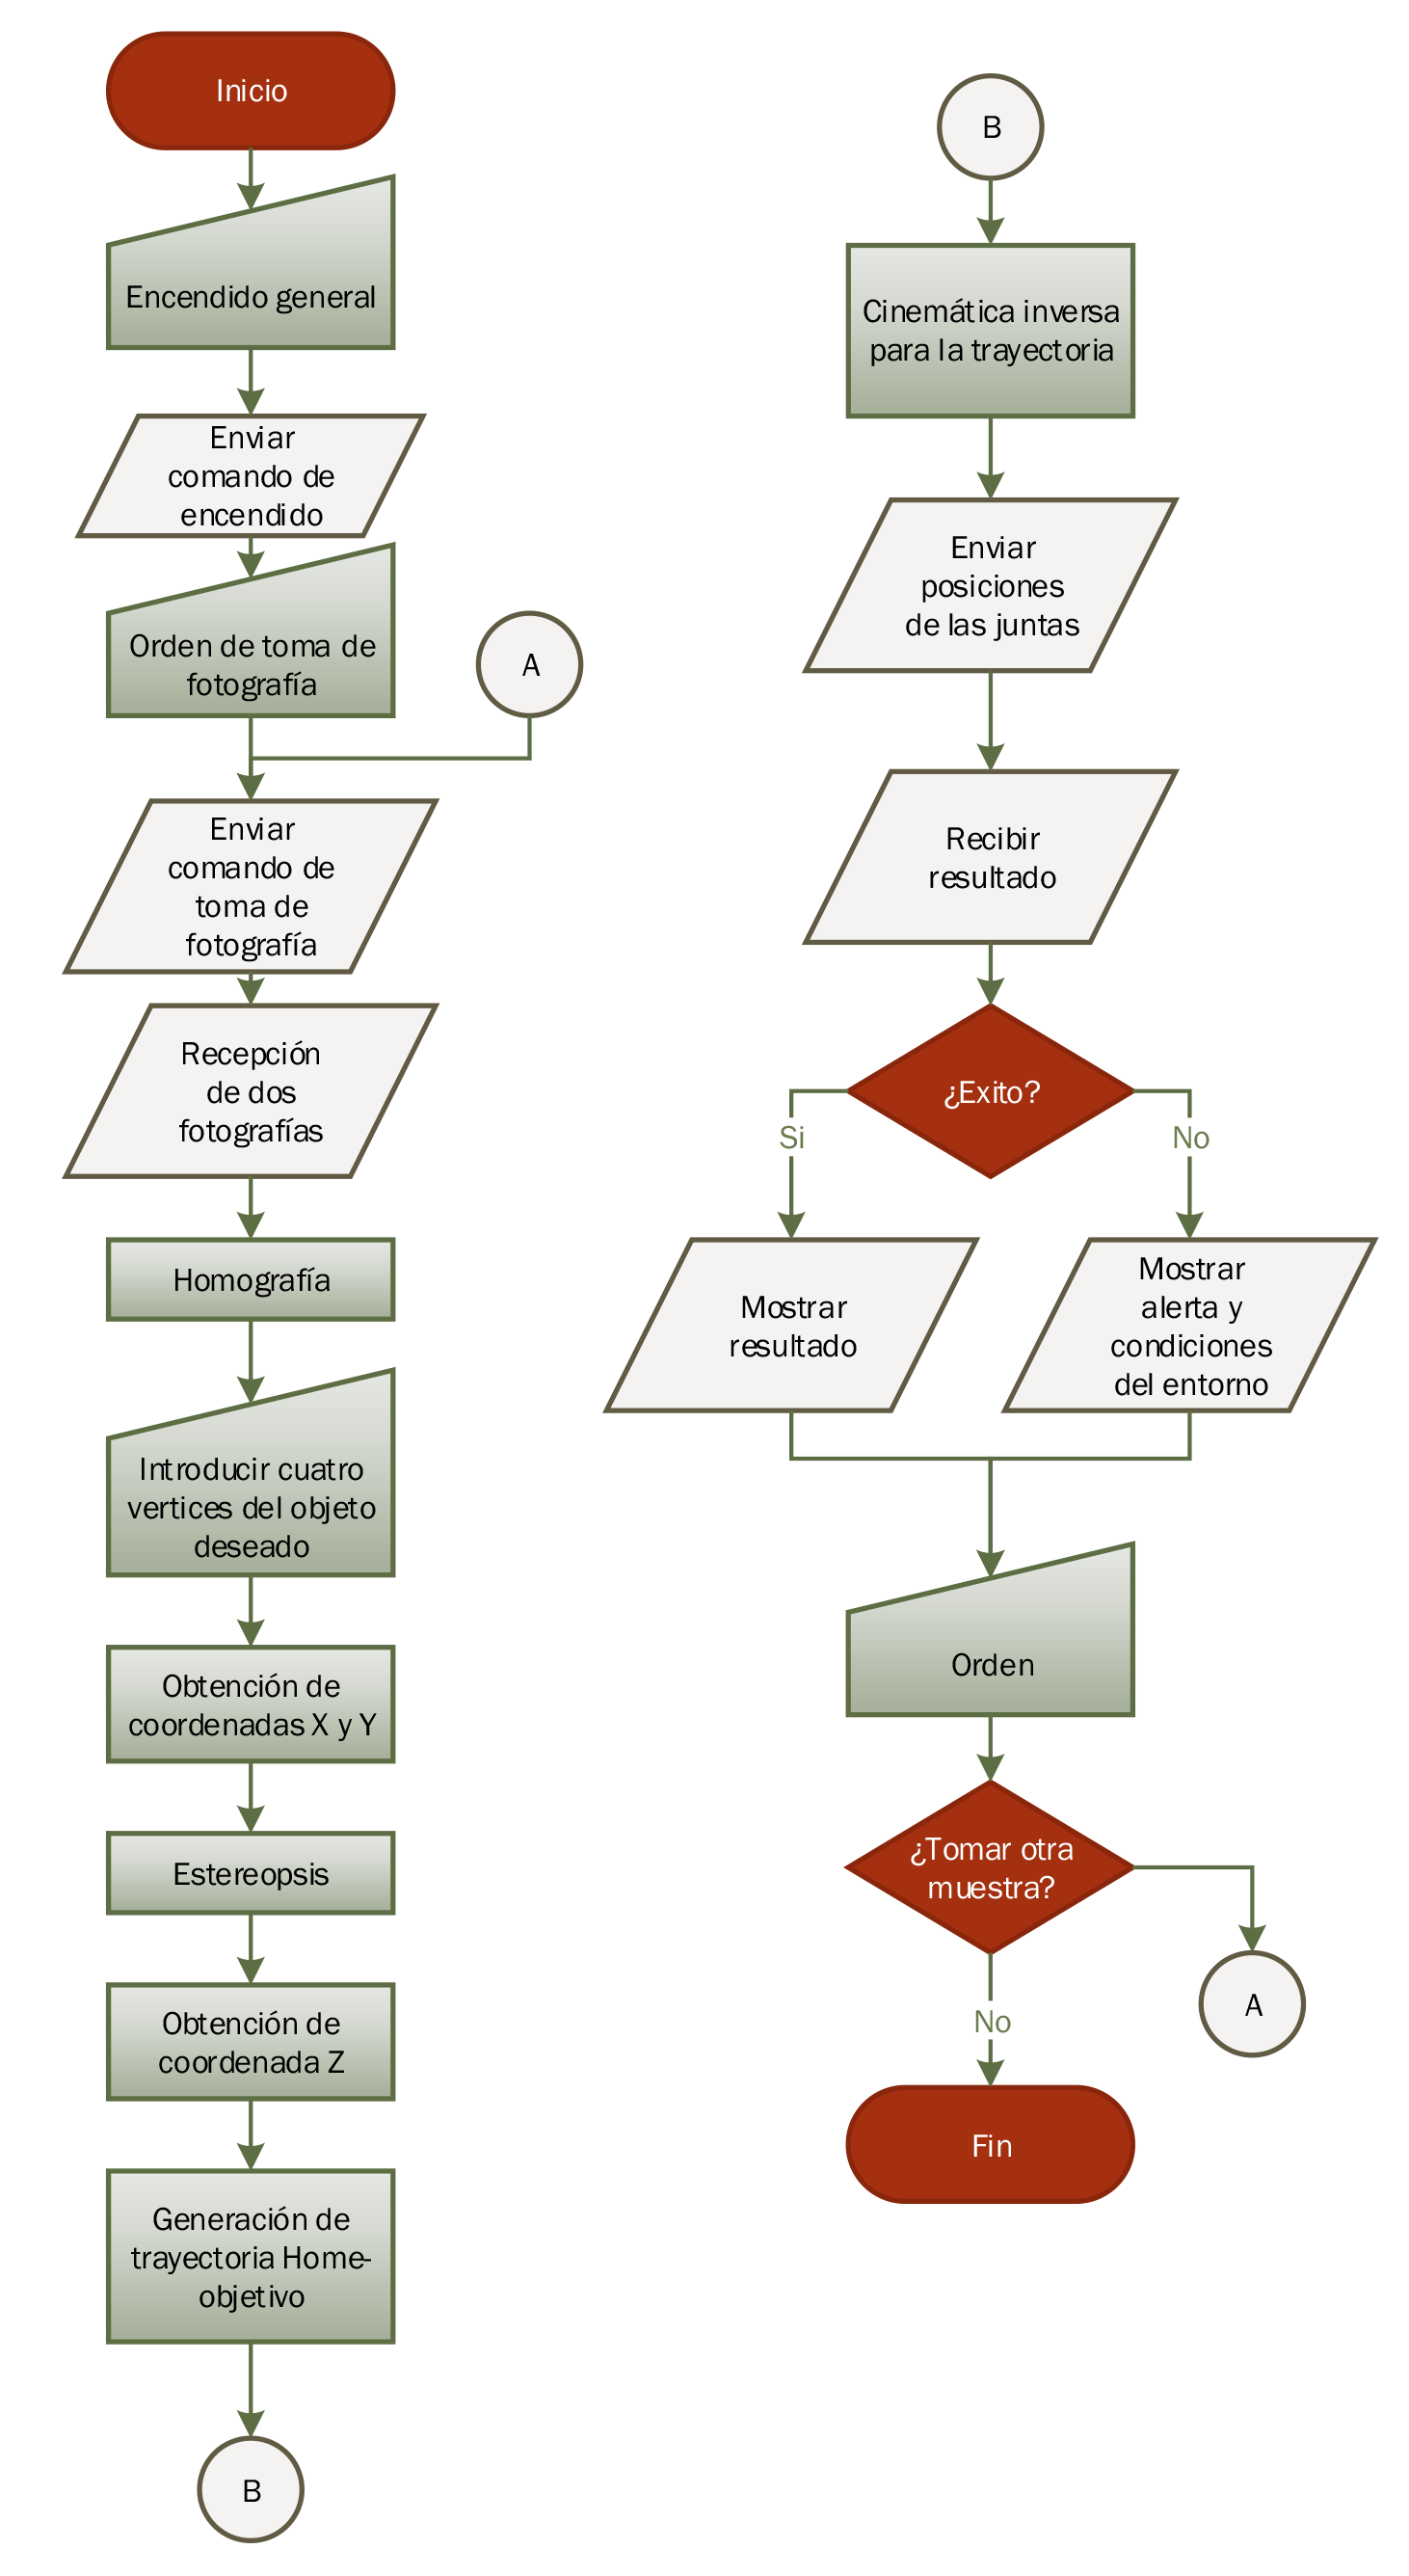 Inicio
Encendido general
Enviar
comando de
encendido
Orden de toma de
fotografía
A
Enviar
comando de
toma de
fotografía
Recepción
de dos
fotografías
Homografía
Introducir cuatro
vertices del objeto
deseado
Obtención de
coordenadas X y Y
Estereopsis
Obtención de
coordenada Z
Generación de
trayectoria Home-
objetivo
B
B
Cinemática inversa
para la trayectoria
Enviar
posiciones
de las juntas
Recibir
resultado
¿Exito?
Si
No
Mostrar
resultado
Mostrar
alerta y
condiciones
del entorno
Orden
¿Tomar otra
muestra?
A
No
Fin